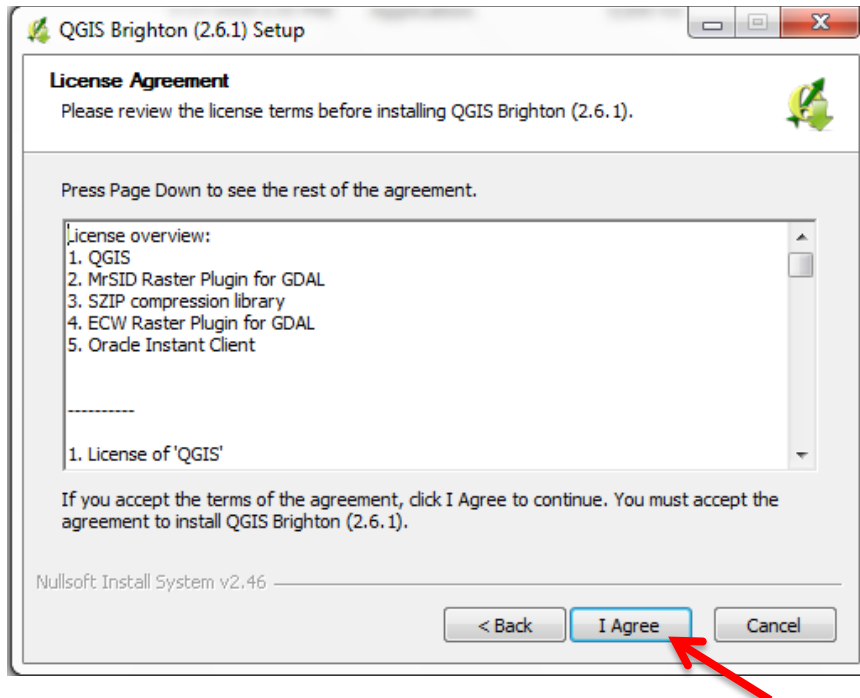 QGIS Brighton (2.6.1) Setup
License Agreement
Please review the license terms before installing QGIS Brighton (2.6.1).
Press Page Down to see the rest of the agreement.
License overview:
1. QGIS
2. MrSID Raster Plugin for GDAL
3. SZIP compression library
4. ECW Raster Plugin for GDAL
5. Oracle Instant Client
----------
1. License of 'QGIS'
If you accept the terms of the agreement, click I Agree to continue. You must accept the
agreement to install QGIS Brighton (2.6.1).
Nullsoft Install System v2.46
< Back I Agree Cancel